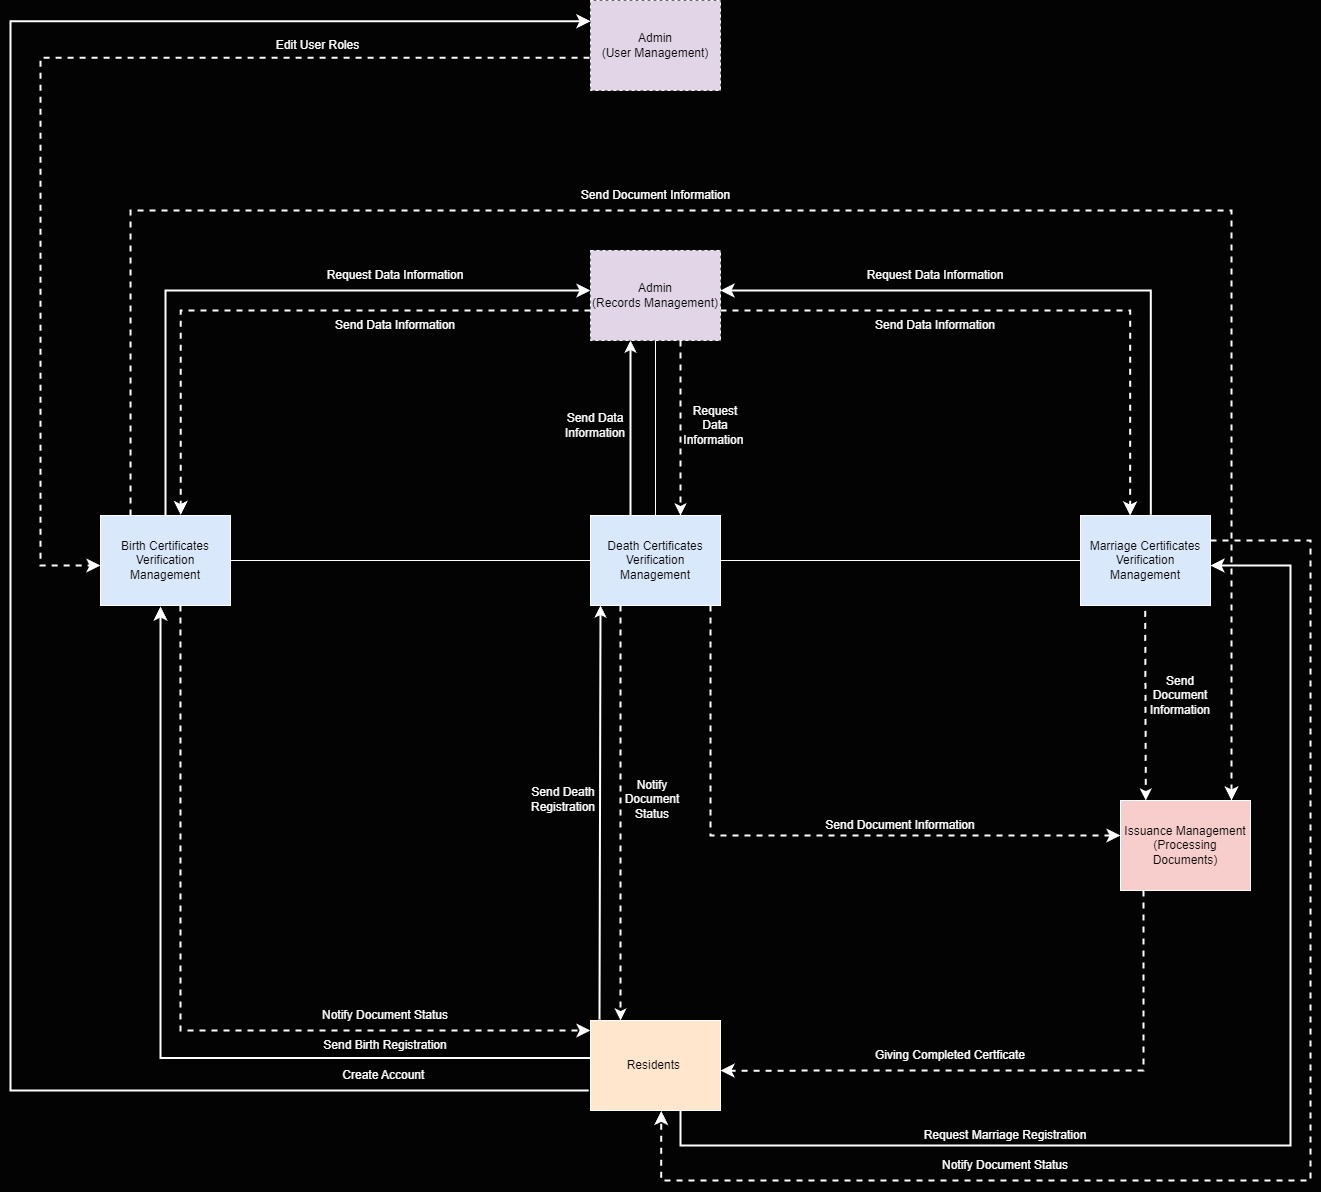 Admin
(User Management)
Edit User Roles
Send Document Information
Request Data Information
Admin
(Records Management)
Request Data Information
Send Data Information
Send Data Information
Send Data
Information
Request
Data
Information
Birth Certificates
Verification
Management
Death Certificates
Verification
Management
Marriage Certificates
Verification
Management
Send
Document
Information
Send Death
Registration
Notify
Document
Status
Send Document Information
Issuance Management
(Processing
Documents)
Notify Document Status
Send Birth Registration
Create Account
Residents
Giving Completed Certficate
Request Marriage Registration
Notify Document Status